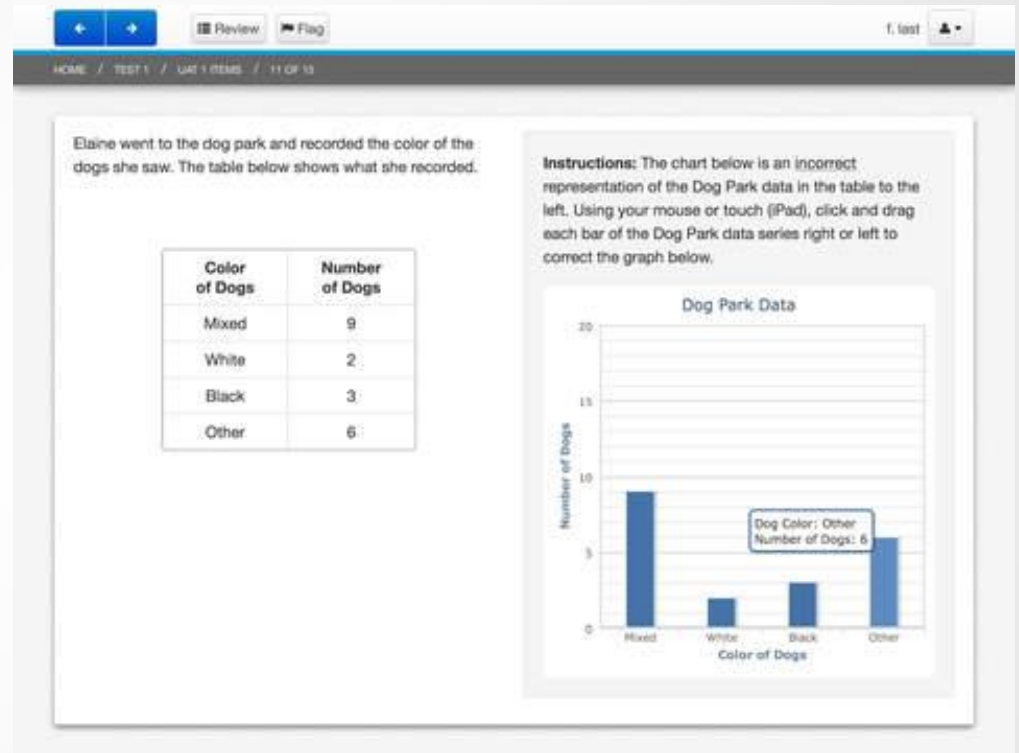 Review Flag f. last
HOME / TEST 1 / UAT 1 ITEMS / 11 OF 13
Elaine went to the dog park and recorded the color of the
dogs she saw. The table below shows what she recorded.
Color
of Dogs
Number
of Dogs
Mixed 9
White 2
Black 3
Other 6
Instructions: The chart below is an incorrect
representation of the Dog Park data in the table to the
left. Using your mouse or touch (iPad), click and drag
each bar of the Dog Park data series right or left to
correct the graph below.
Dog Park Data
20
15
10
5
0
Number of Dogs
Dog Color: Other
Number of Dogs: 6
Mixed White Black Other
Color of Dogs